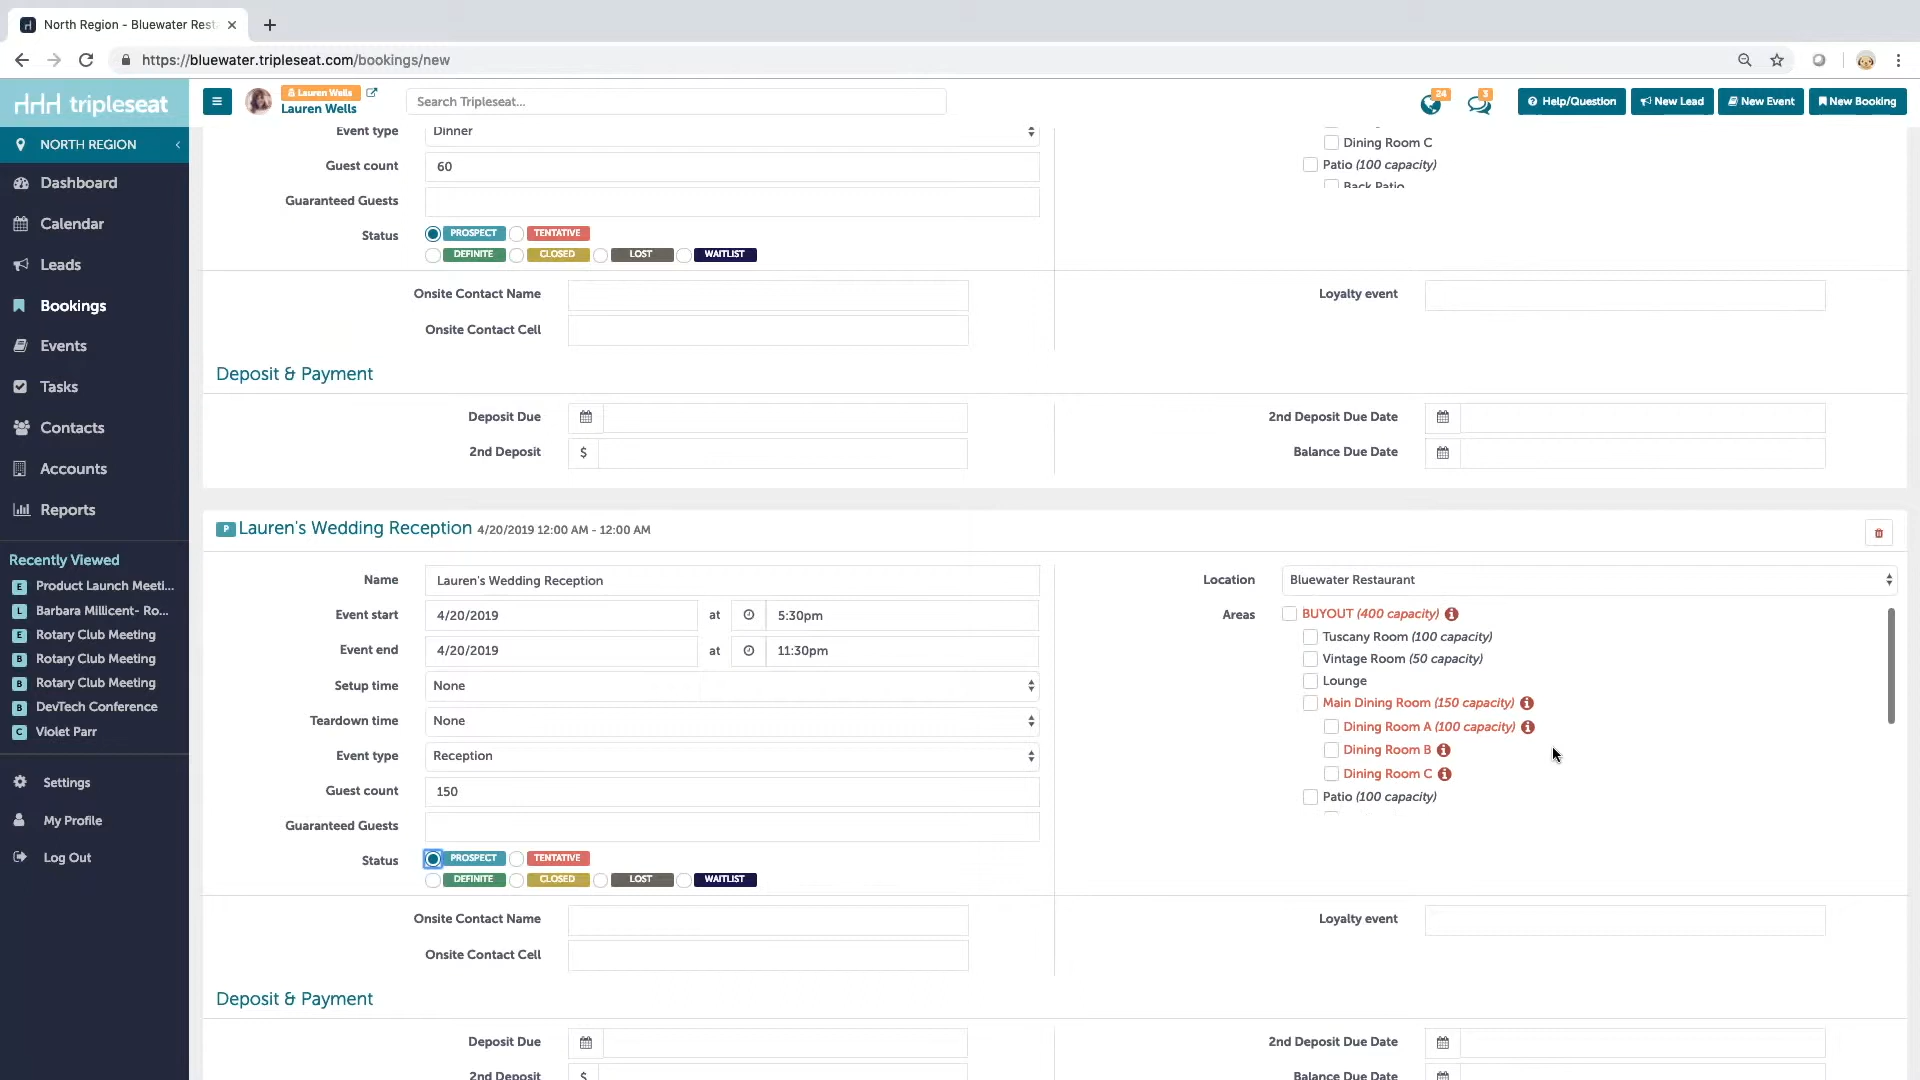 North Region - Bluewater Rest
https://bluewater.tripleseat.com/bookings/new
tripleseat
Lauren Wells
Lauren Wells
Search Tripleseat...
24
3
Help/Question
New Lead
New Event
New Booking
NORTH REGION
Dashboard
Calendar
Leads
Bookings
Events
Tasks
Contacts
Accounts
Reports
Recently Viewed
E Product Launch Meeti...
L Barbara Millicent- Ro...
E Rotary Club Meeting
B Rotary Club Meeting
B Rotary Club Meeting
B DevTech Conference
C Violet Parr
Settings
My Profile
Log Out
Event type Dinner
Guest count 60
Guaranteed Guests
Status PROSPECT TENTATIVE
DEFINITE CLOSED LOST WAITLIST
Dining Room C
Patio (100 capacity)
Back Patio
Onsite Contact Name
Loyalty event
Onsite Contact Cell
Deposit & Payment
Deposit Due
2nd Deposit Due Date
2nd Deposit $
Balance Due Date
P Lauren's Wedding Reception 4/20/2019 12:00 AM - 12:00 AM
Name Lauren's Wedding Reception
Event start 4/20/2019 at 5:30pm
Event end 4/20/2019 at 11:30pm
Setup time None
Teardown time None
Event type Reception
Guest count 150
Guaranteed Guests
Status PROSPECT TENTATIVE
DEFINITE CLOSED LOST WAITLIST
Location Bluewater Restaurant
Areas BUYOUT (400 capacity)
Tuscany Room (100 capacity)
Vintage Room (50 capacity)
Lounge
Main Dining Room (150 capacity)
Dining Room A (100 capacity)
Dining Room B
Dining Room C
Patio (100 capacity)
Onsite Contact Name
Loyalty event
Onsite Contact Cell
Deposit & Payment
Deposit Due
2nd Deposit Due Date
2nd Deposit $
Balance Due Date